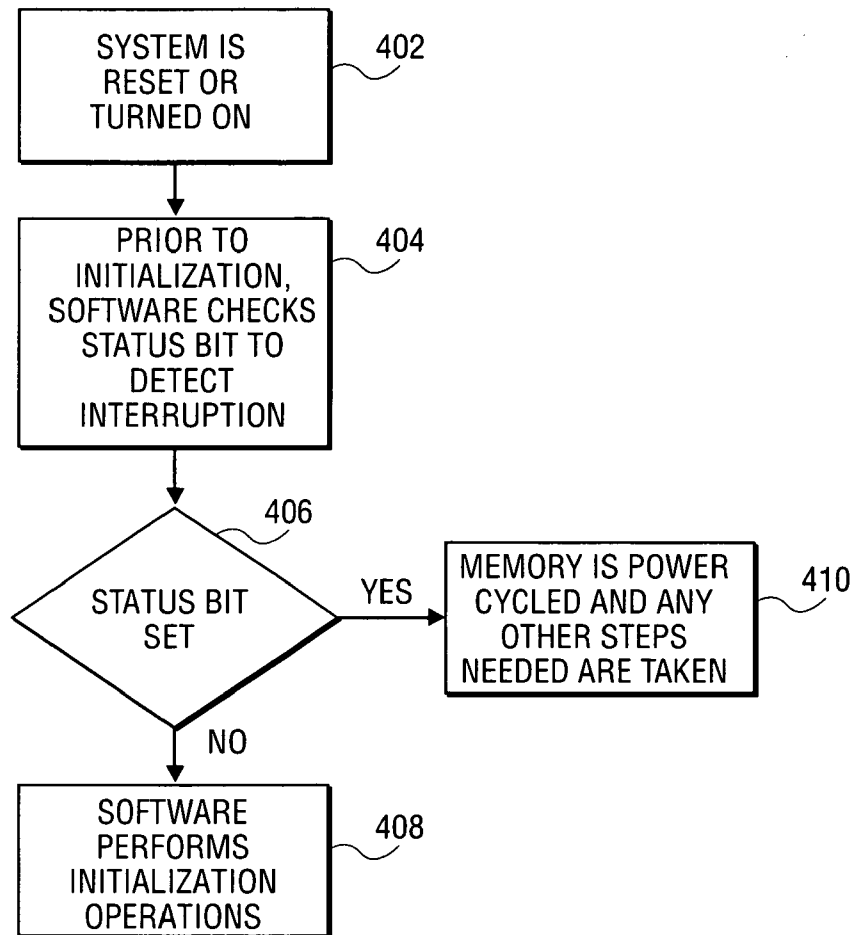 SYSTEM IS
RESET OR
TURNED ON
402
PRIOR TO
INITIALIZATION,
SOFTWARE CHECKS
STATUS BIT TO
DETECT
INTERRUPTION
404
406
STATUS BIT
SET
YES
MEMORY IS POWER
CYCLED AND ANY
OTHER STEPS
NEEDED ARE TAKEN
410
NO
SOFTWARE
PERFORMS
INITIALIZATION
OPERATIONS
408